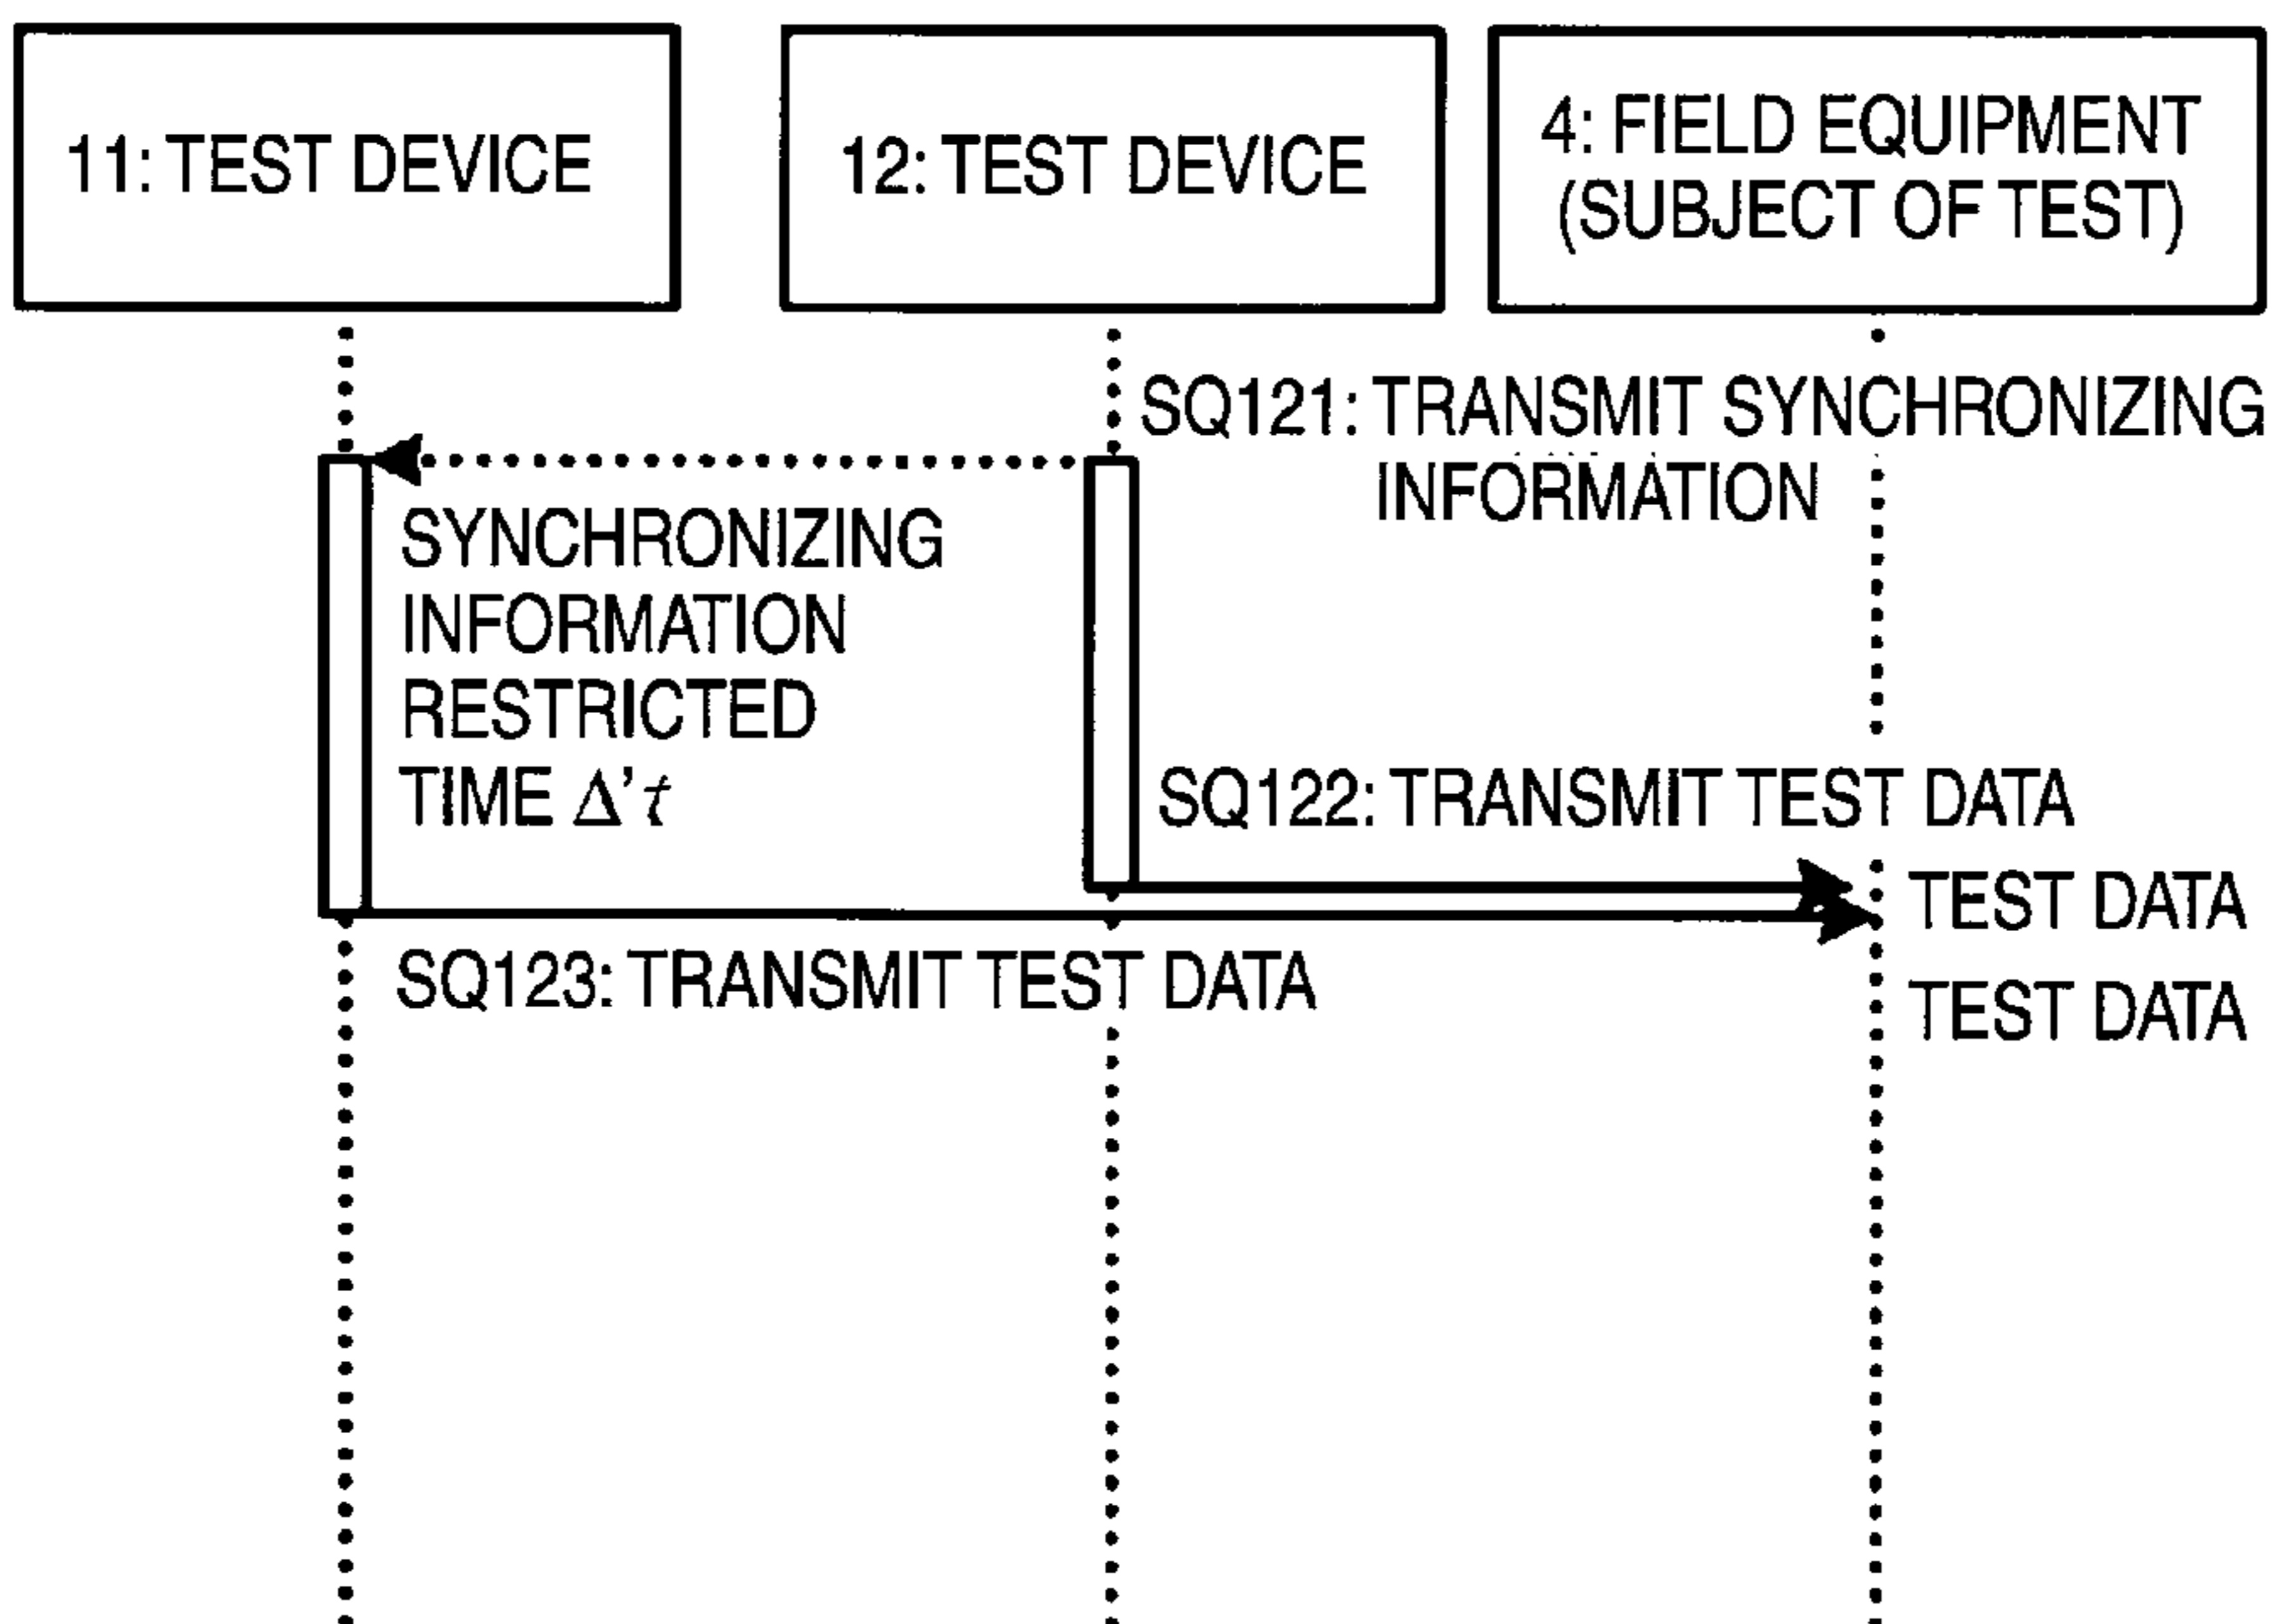 11: TEST DEVICE
12: TEST DEVICE
4: FIELD EQUIPMENT
(SUBJECT OF TEST)
SQ121: TRANSMIT SYNCHRONIZING
INFORMATION
SYNCHRONIZING
INFORMATION
RESTRICTED
TIME Δ't
SQ122: TRANSMIT TEST DATA
TEST DATA
SQ123: TRANSMIT TEST DATA
TEST DATA